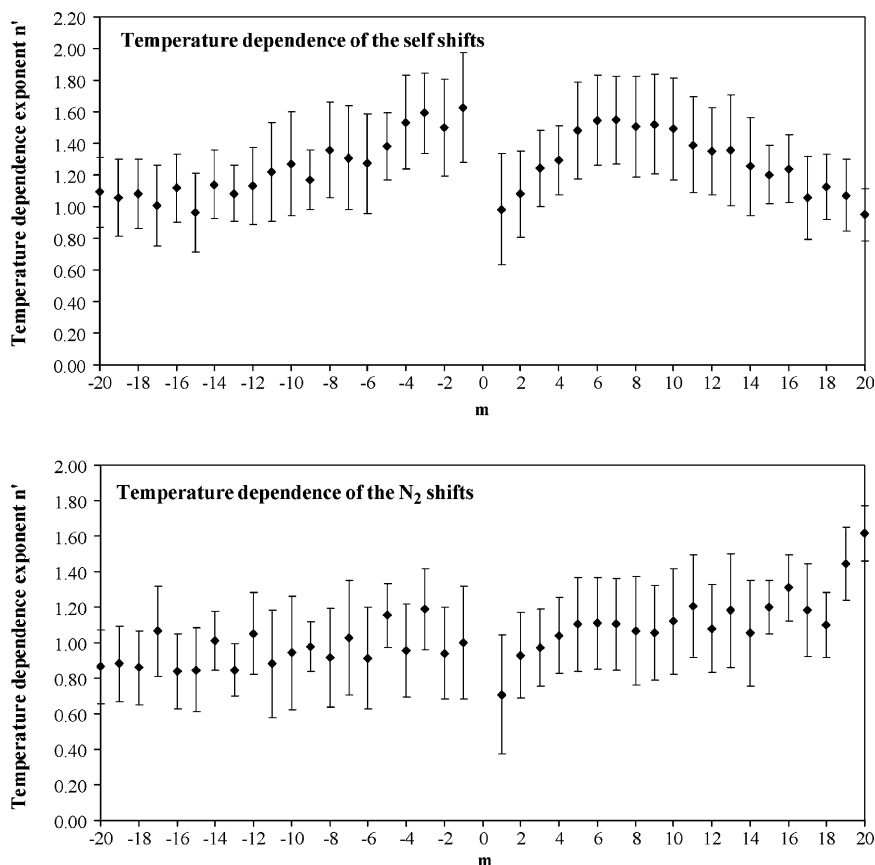 Temperature dependence of the self shifts
Temperature dependence exponent n'
2.20
2.00
1.80
1.60
1.40
1.20
1.00
0.80
0.60
0.40
0.20
0.00
-20 -18 -16 -14 -12 -10 -8 -6 -4 -2 0 2 4 6 8 10 12 14 16 18 20
m
Temperature dependence of the N₂ shifts
Temperature dependence exponent n'
2.00
1.80
1.60
1.40
1.20
1.00
0.80
0.60
0.40
0.20
0.00
-20 -18 -16 -14 -12 -10 -8 -6 -4 -2 0 2 4 6 8 10 12 14 16 18 20
m